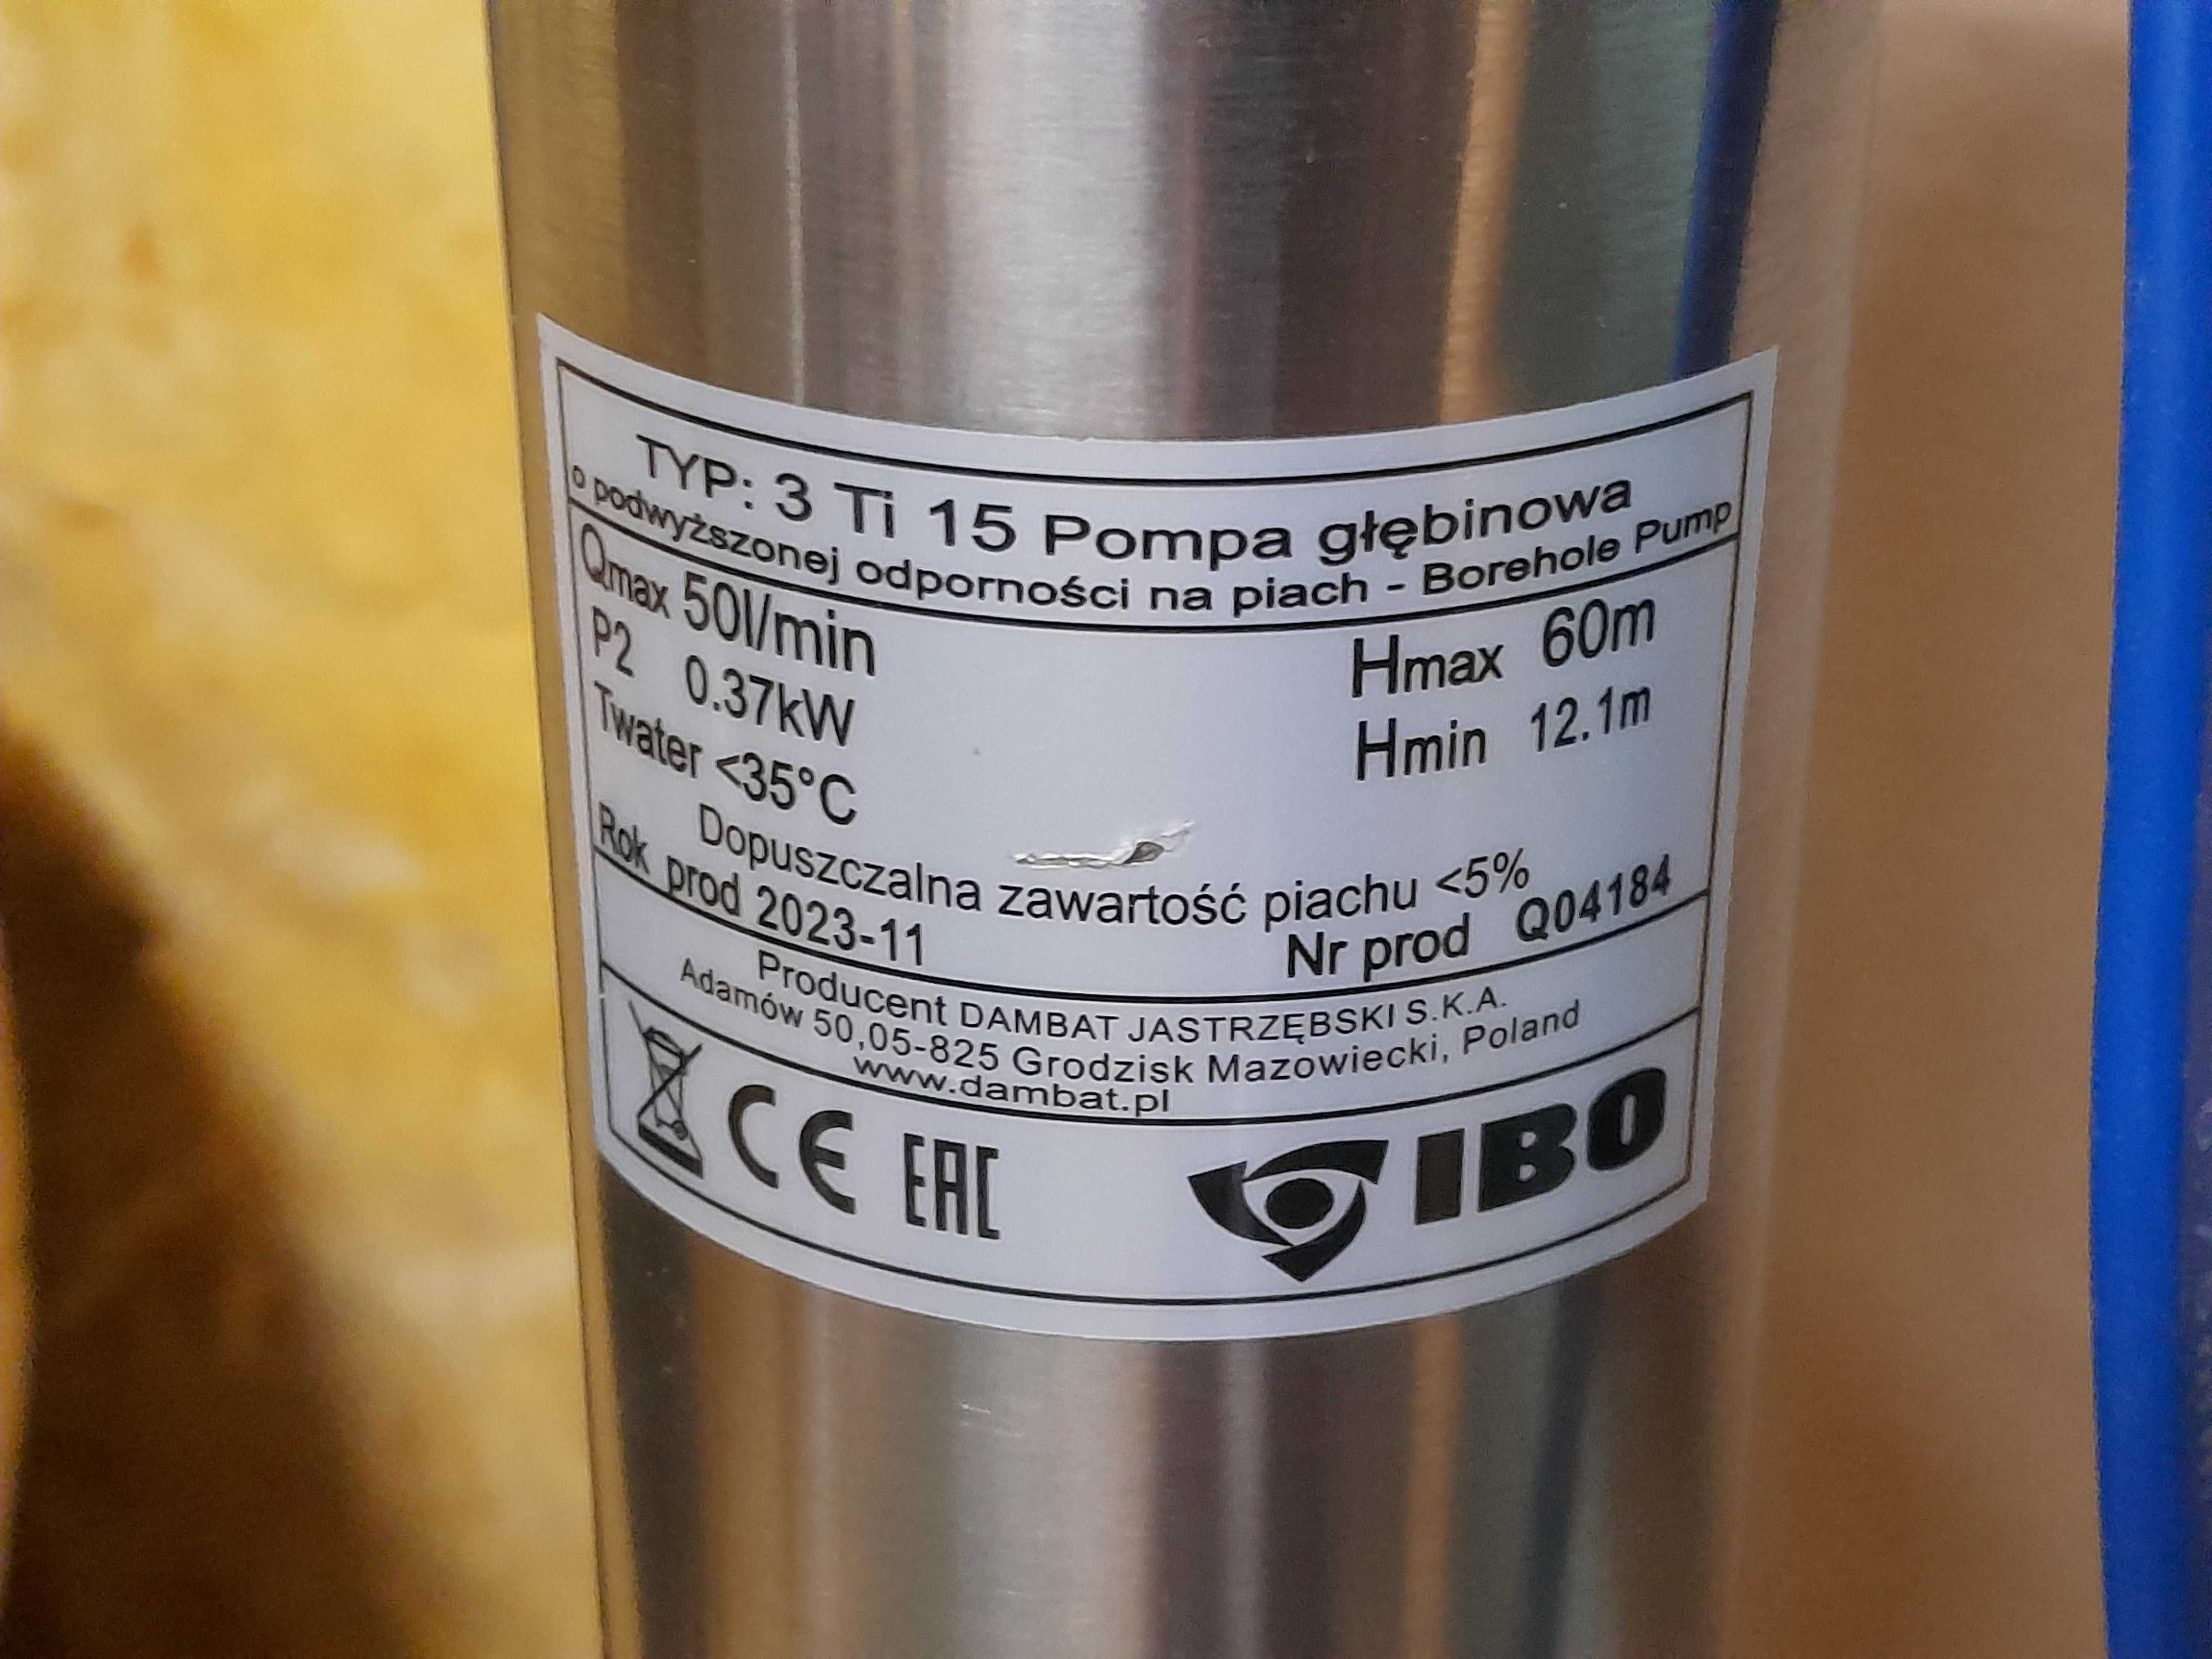 TYP: 3 Ti 15 Pompa głębinowa
o podwyższonej odporności na piach - Borehole Pump
Qmax 50l/min Hmax 60m
P2 0.37kW Hmin 12.1m
Twater <35°C
Dopuszczalna zawartość piachu <5%
Rok prod 2023-11 Nr prod Q04184
Producent DAMBAT JASTRZĘBSKI S.K.A.
Adamów 50,05-825 Grodzisk Mazowiecki, Poland
www.dambat.pl
CE EAC IBO